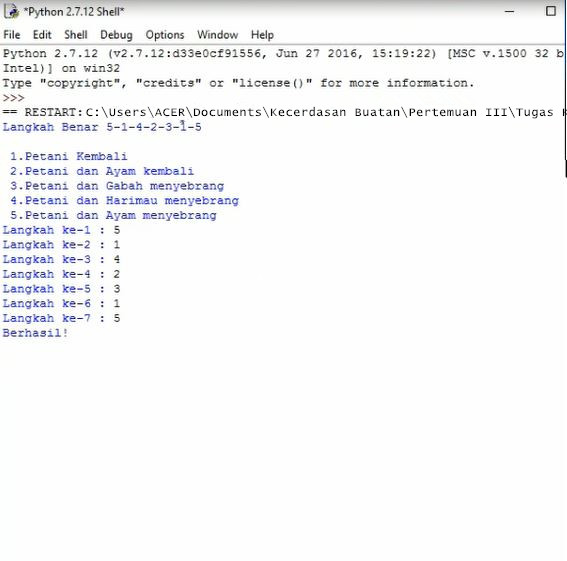 *Python 2.7.12 Shell*
File Edit Shell Debug Options Window Help
Python 2.7.12 (v2.7.12:d33e0cf91556, Jun 27 2016, 15:19:22) [MSC v.1500 32 b
Intel)] on win32
Type "copyright", "credits" or "license()" for more information.
>>>
== RESTART:C:\Users\ACER\Documents\Kecerdasan Buatan\Pertemuan III\Tugas K
Langkah Benar 5-1-4-2-3-1-5
1.Petani Kembali
2.Petani dan Ayam kembali
3.Petani dan Gabah menyebrang
4.Petani dan Harimau menyebrang
5.Petani dan Ayam menyebrang
Langkah ke-1 : 5
Langkah ke-2 : 1
Langkah ke-3 : 4
Langkah ke-4 : 2
Langkah ke-5 : 3
Langkah ke-6 : 1
Langkah ke-7 : 5
Berhasil!